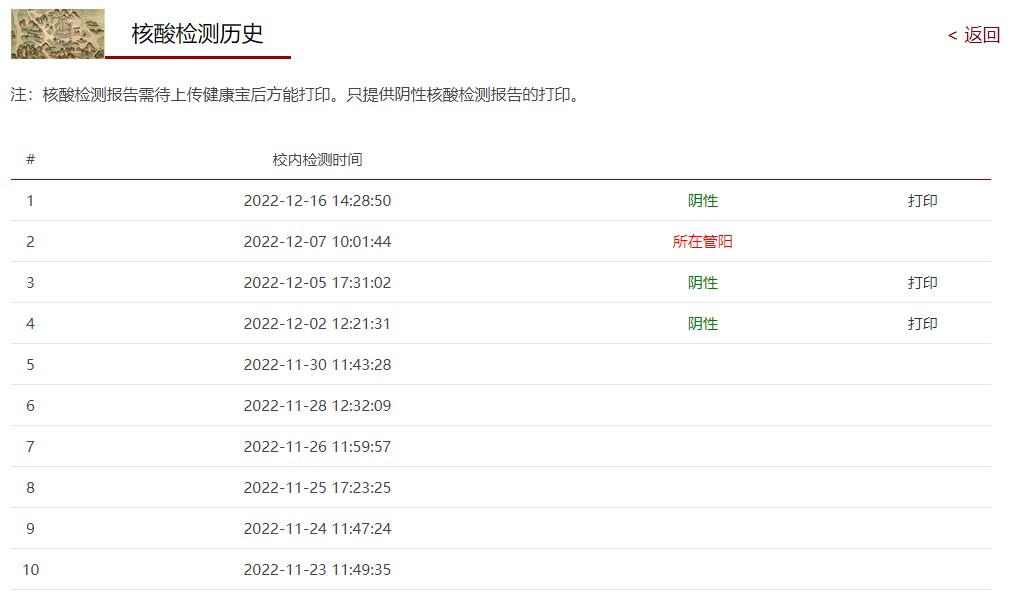 核酸检测历史
< 返回
注：核酸检测报告需待上传健康宝后方能打印。只提供阴性核酸检测报告的打印。
# 校内检测时间
1 2022-12-16 14:28:50 阴性 打印
2 2022-12-07 10:01:44 所在管阳
3 2022-12-05 17:31:02 阴性 打印
4 2022-12-02 12:21:31 阴性 打印
5 2022-11-30 11:43:28
6 2022-11-28 12:32:09
7 2022-11-26 11:59:57
8 2022-11-25 17:23:25
9 2022-11-24 11:47:24
10 2022-11-23 11:49:35